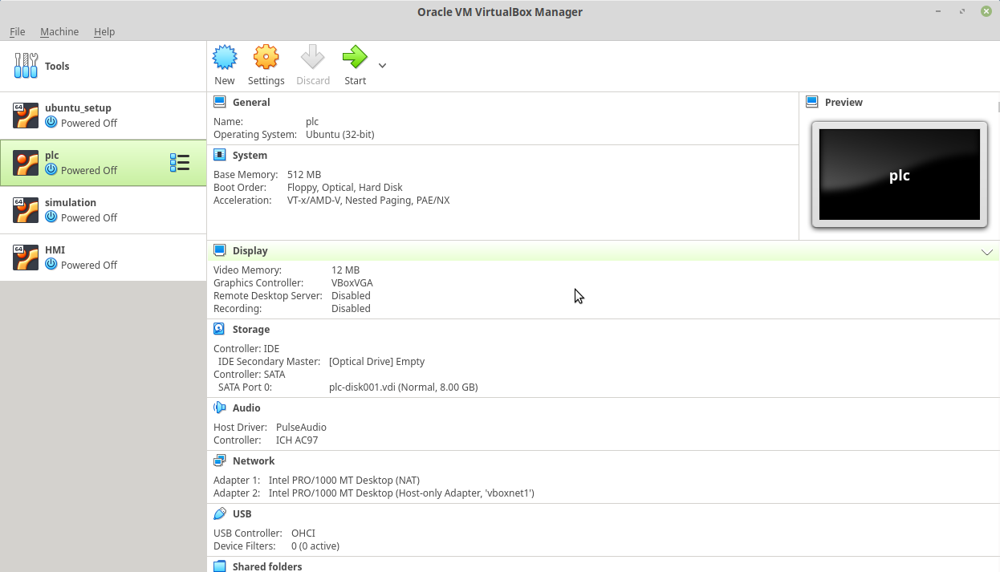 Oracle VM VirtualBox Manager
File Machine Help
Tools
New Settings Discard Start
64
ubuntu_setup
Powered Off
plc
Powered Off
64
simulation
Powered Off
64
HMI
Powered Off
General
Name: plc
Operating System: Ubuntu (32-bit)
System
Base Memory: 512 MB
Boot Order: Floppy, Optical, Hard Disk
Acceleration: VT-x/AMD-V, Nested Paging, PAE/NX
Preview
plc
Display
Video Memory: 12 MB
Graphics Controller: VBoxVGA
Remote Desktop Server: Disabled
Recording: Disabled
Storage
Controller: IDE
IDE Secondary Master: [Optical Drive] Empty
Controller: SATA
SATA Port 0: plc-disk001.vdi (Normal, 8.00 GB)
Audio
Host Driver: PulseAudio
Controller: ICH AC97
Network
Adapter 1: Intel PRO/1000 MT Desktop (NAT)
Adapter 2: Intel PRO/1000 MT Desktop (Host-only Adapter, 'vboxnet1')
USB
USB Controller: OHCI
Device Filters: 0 (0 active)
Shared folders